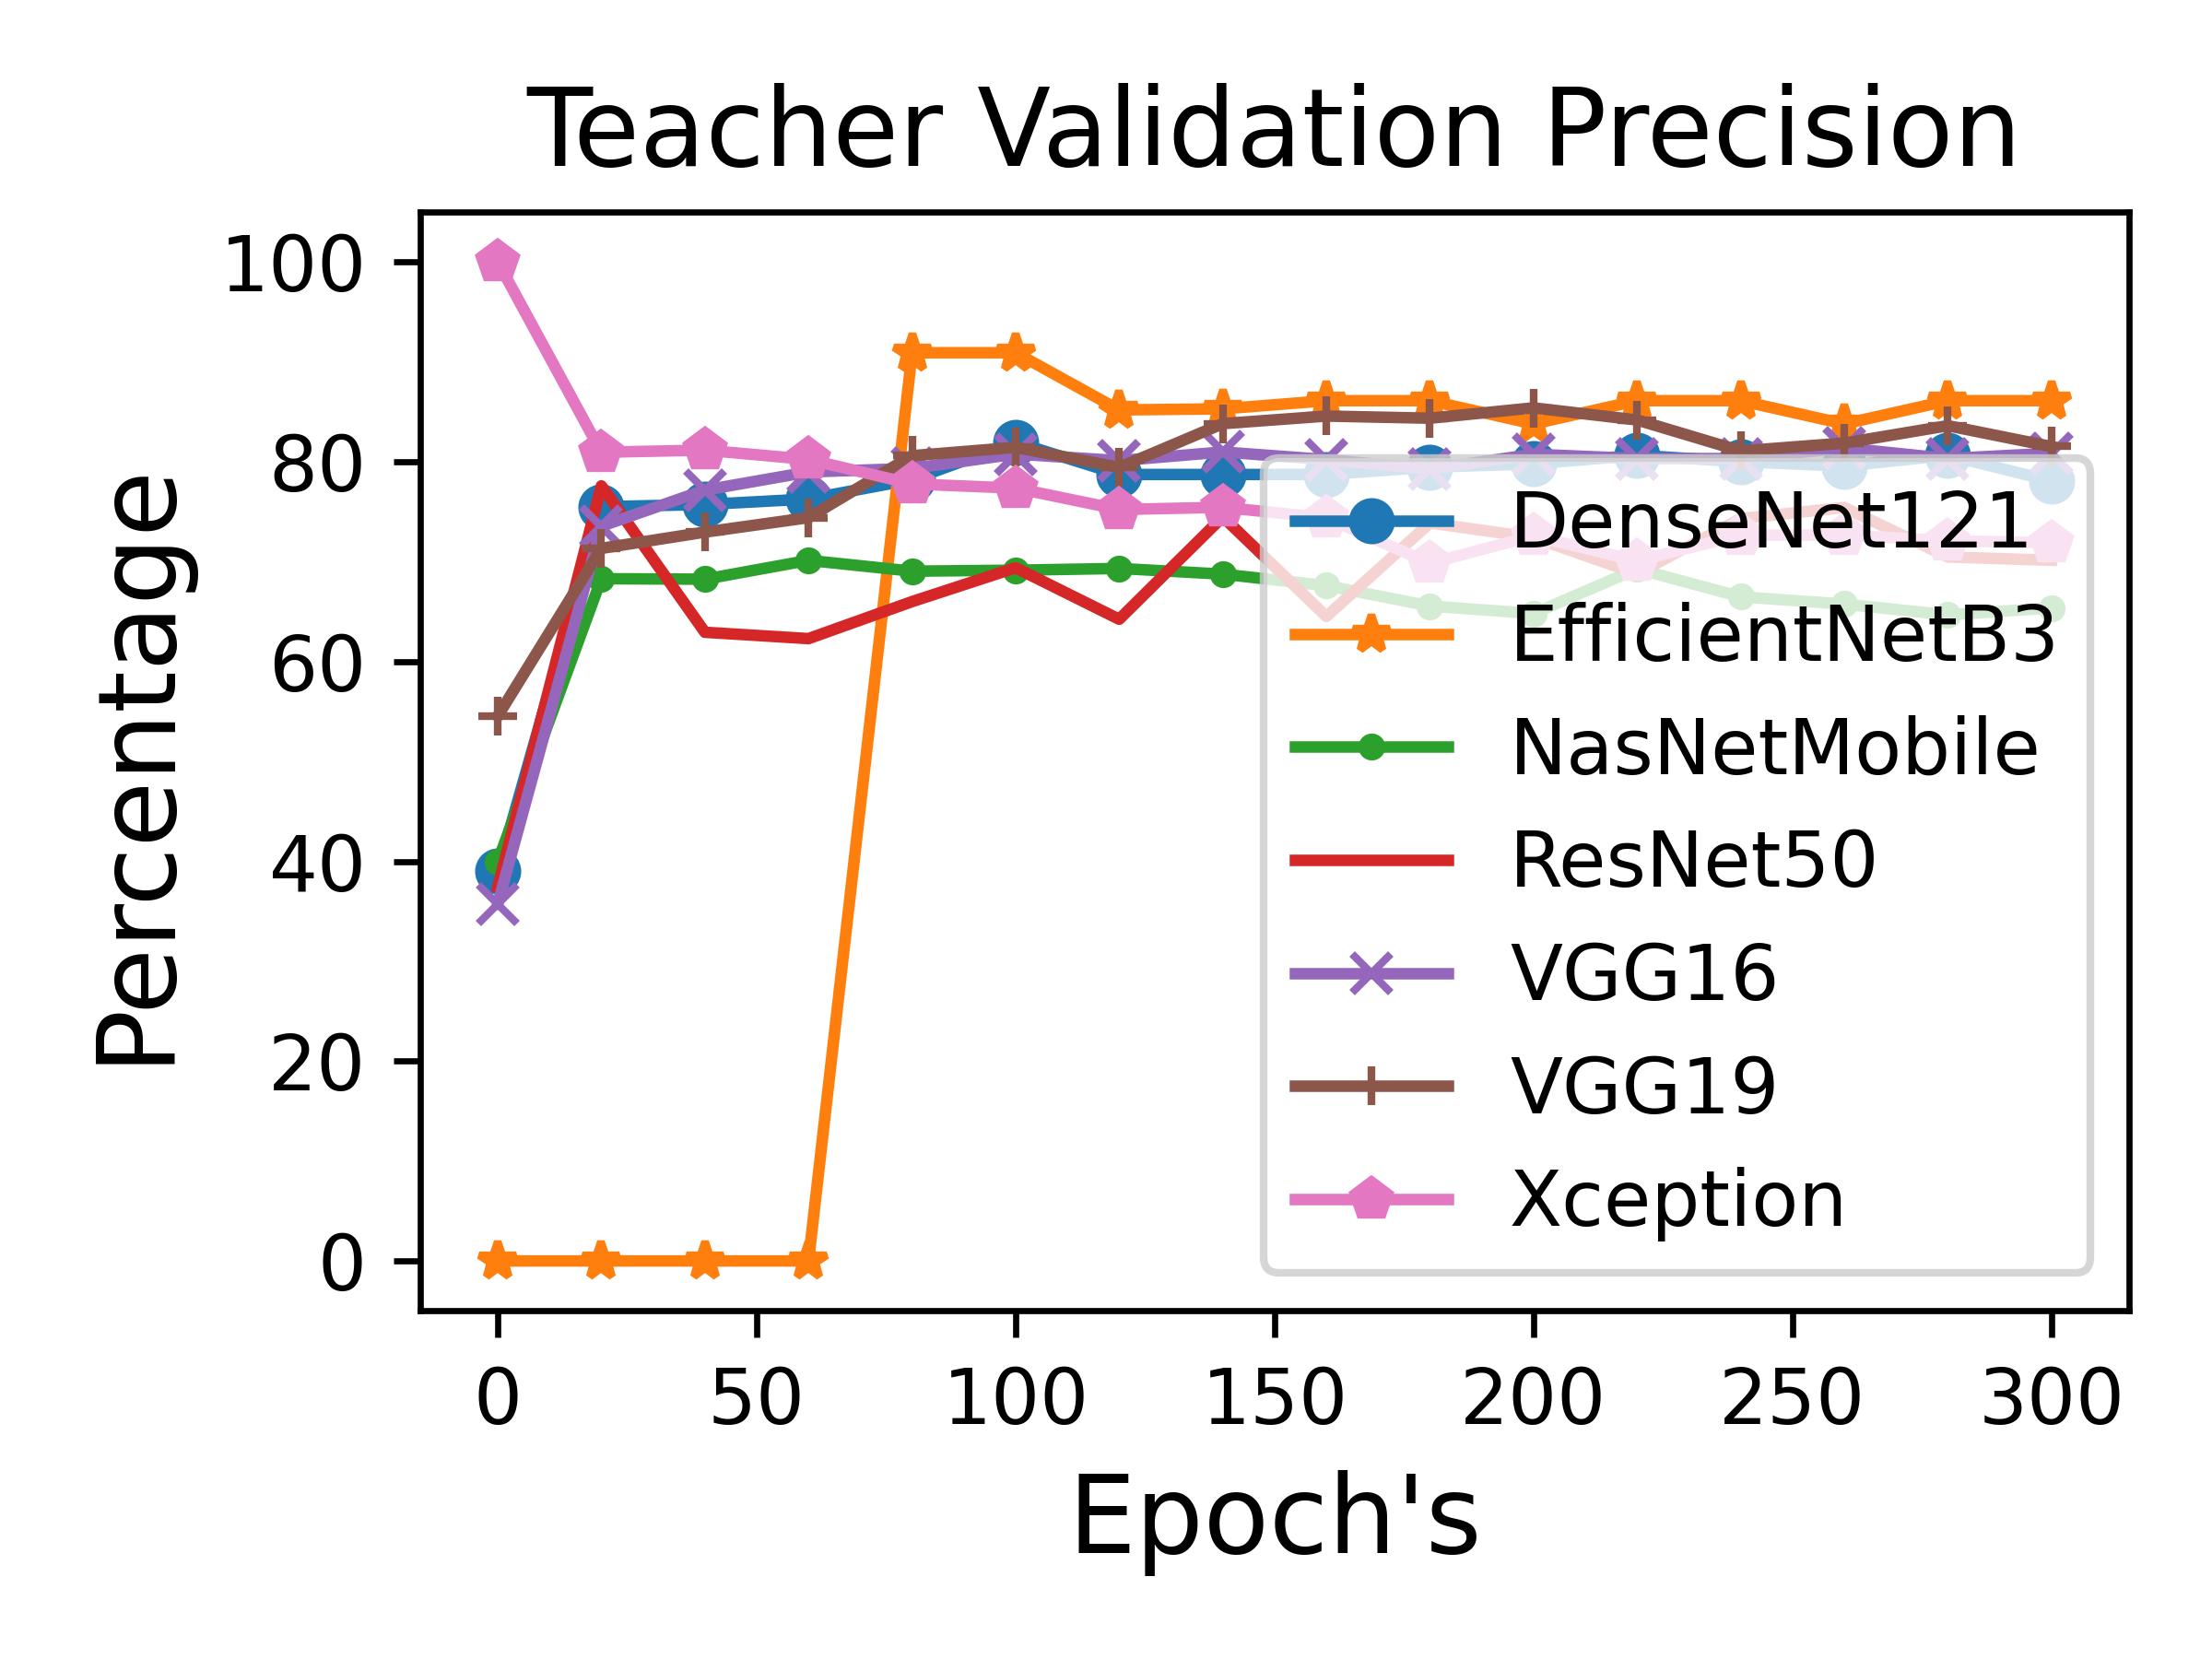 Teacher Validation Precision
Percentage
100
80
60
40
20
0
DenseNet121
EfficientNetB3
NasNetMobile
ResNet50
VGG16
VGG19
Xception
0 50 100 150 200 250 300
Epoch's